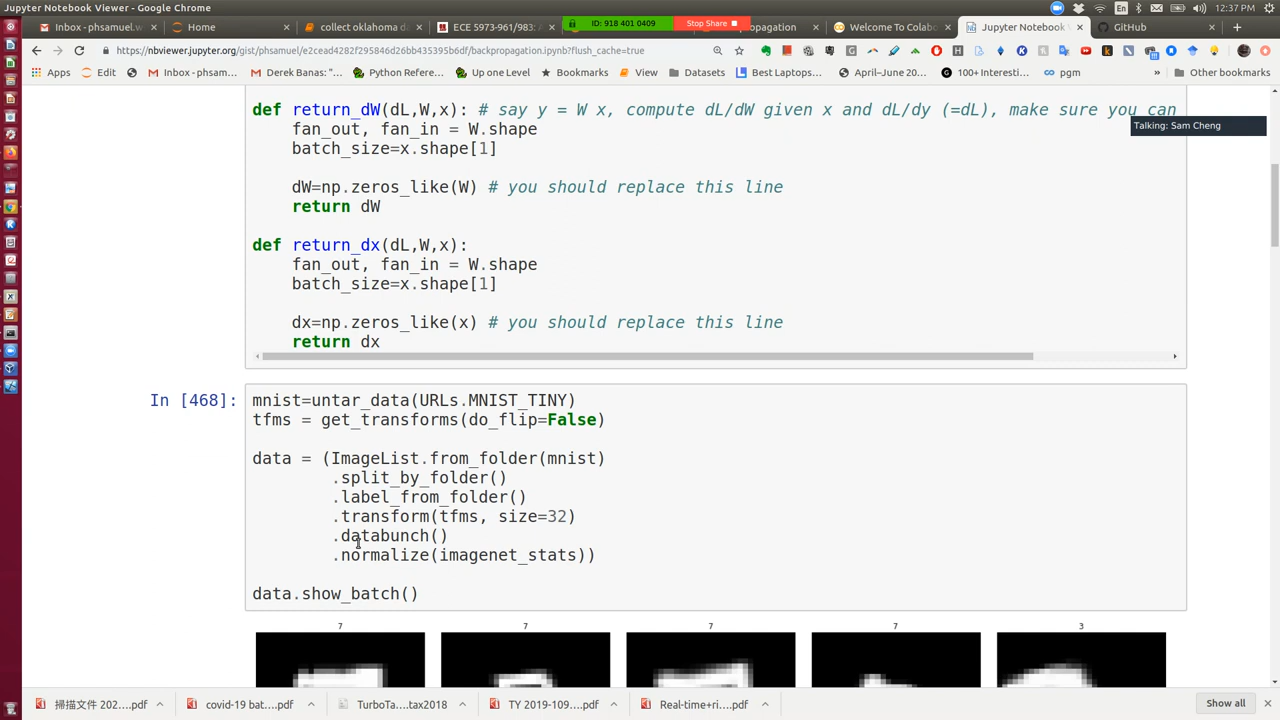 Jupyter Notebook Viewer - Google Chrome
En
12:37 PM
Inbox - phsamuel.w
Home
collect oklahoma da
ECE 5973-961/983: A
ID: 918 401 0409
Stop Share
propagation
Welcome To Colabo
Jupyter Notebook V
GitHub
https://nbviewer.jupyter.org/gist/phsamuel/e2cead4282f295846d26bb435395b6df/backpropagation.ipynb?flush_cache=true
Apps
Edit
Inbox - phsam...
Derek Banas: "...
Python Refere...
Up one Level
Bookmarks
View
Datasets
Best Laptops...
April–June 20...
100+ Interesti...
pgm
»
Other bookmarks
def return_dW(dL,W,x): # say y = W x, compute dL/dW given x and dL/dy (=dL), make sure you can
Talking: Sam Cheng
fan_out, fan_in = W.shape
batch_size=x.shape[1]
dW=np.zeros_like(W) # you should replace this line
return dW
def return_dx(dL,W,x):
fan_out, fan_in = W.shape
batch_size=x.shape[1]
dx=np.zeros_like(x) # you should replace this line
return dx
In [468]:
mnist=untar_data(URLs.MNIST_TINY)
tfms = get_transforms(do_flip=False)
data = (ImageList.from_folder(mnist)
.split_by_folder()
.label_from_folder()
.transform(tfms, size=32)
.databunch()
.normalize(imagenet_stats))
data.show_batch()
7 7 7 7 3
掃描文件 202....pdf
covid-19 bat....pdf
TurboTa....tax2018
TY 2019-109....pdf
Real-time+ri....pdf
Show all